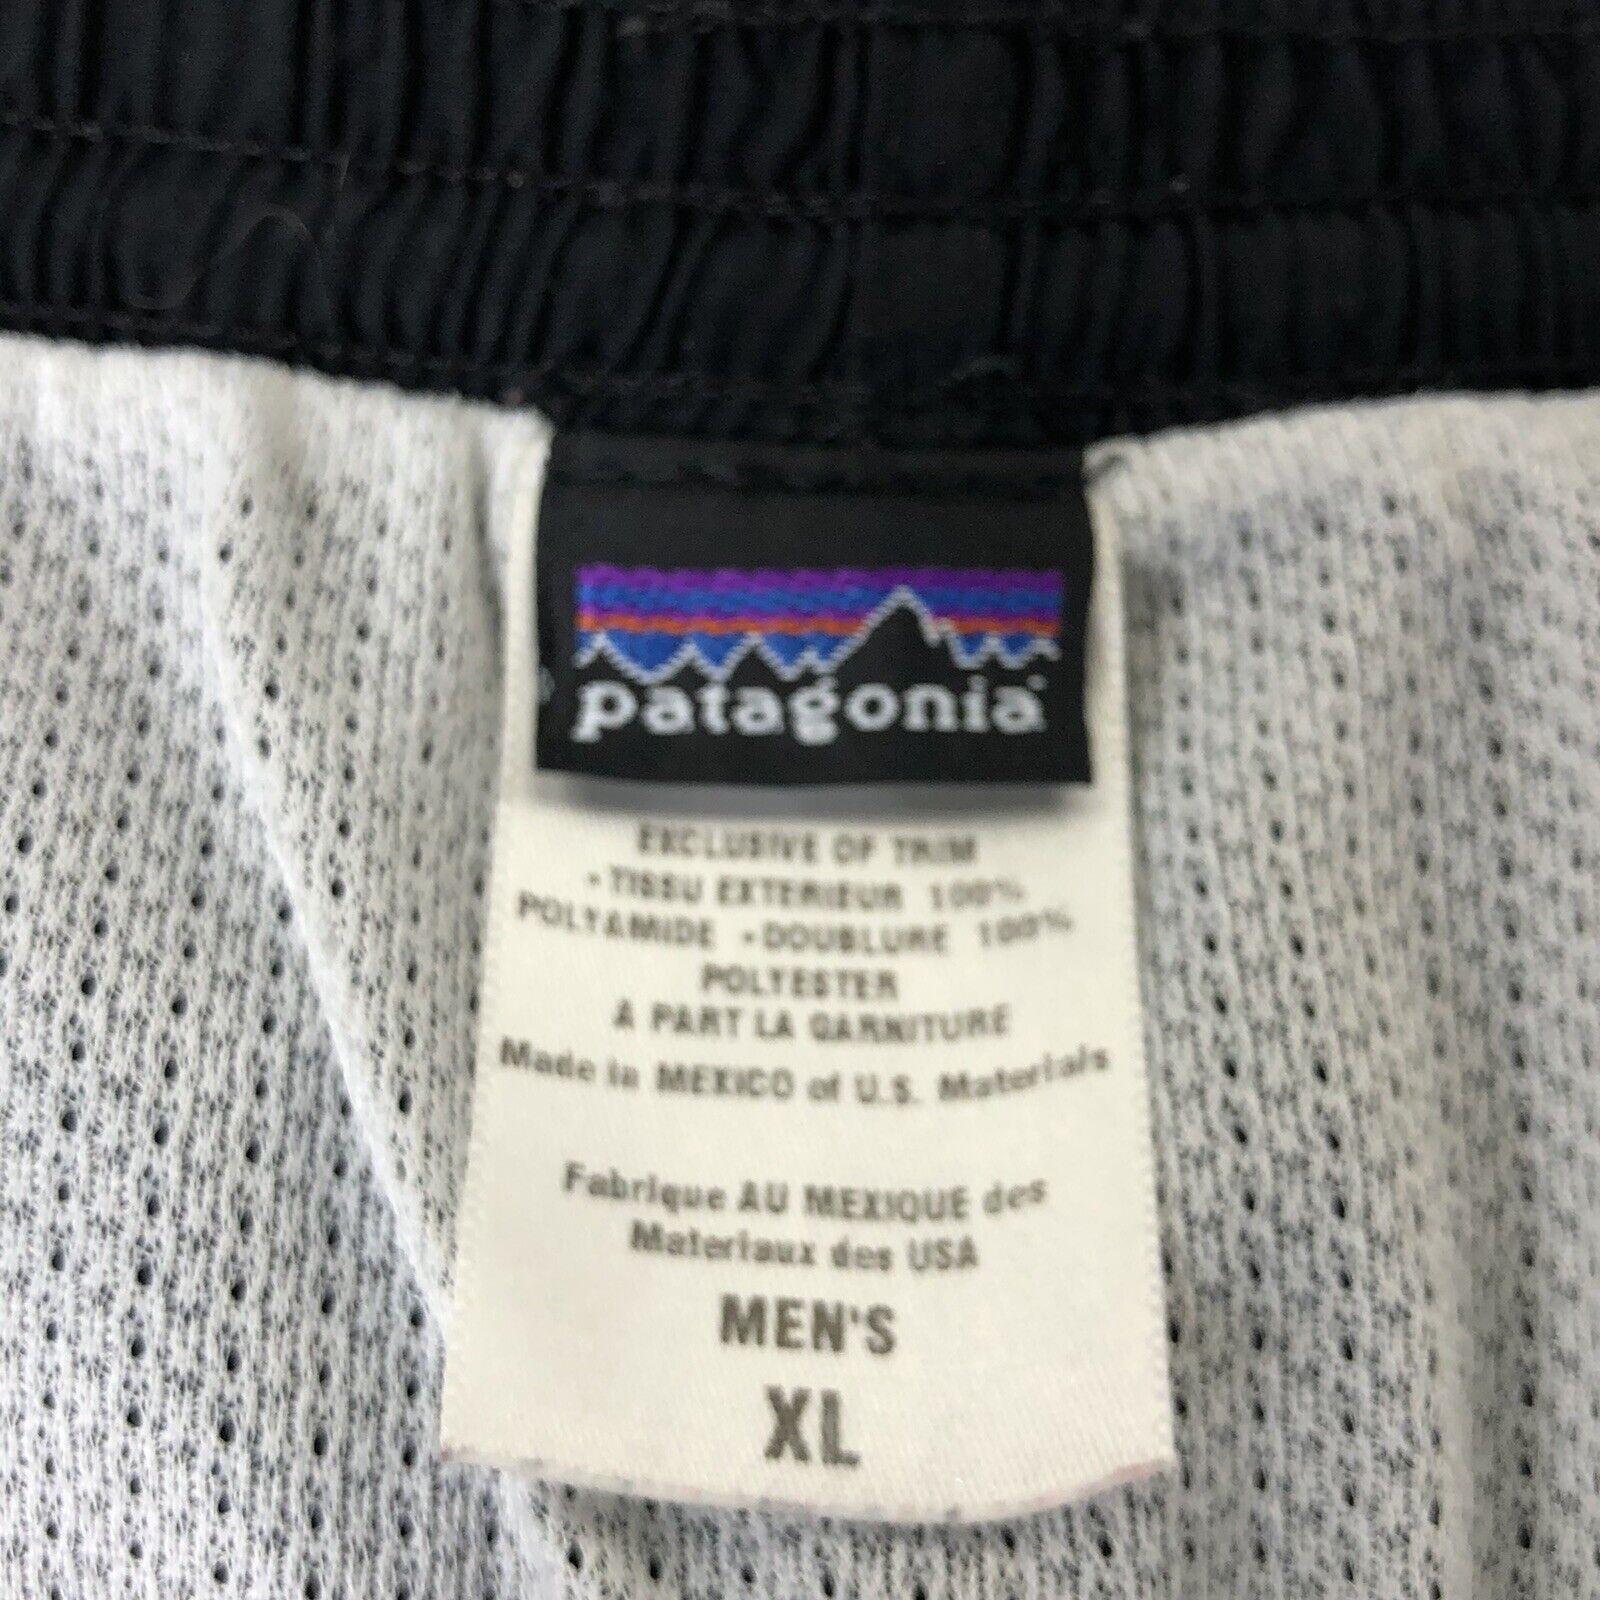 patagonia
EXCLUSIVE OF TRIM
•TISSU EXTERIEUR 100%
POLYAMIDE •DOUBLURE 100%
POLYESTER
À PART LA GARNITURE
Made in MEXICO of U.S. Materials
Fabrique AU MEXIQUE des
Materiaux des USA
MEN'S
XL